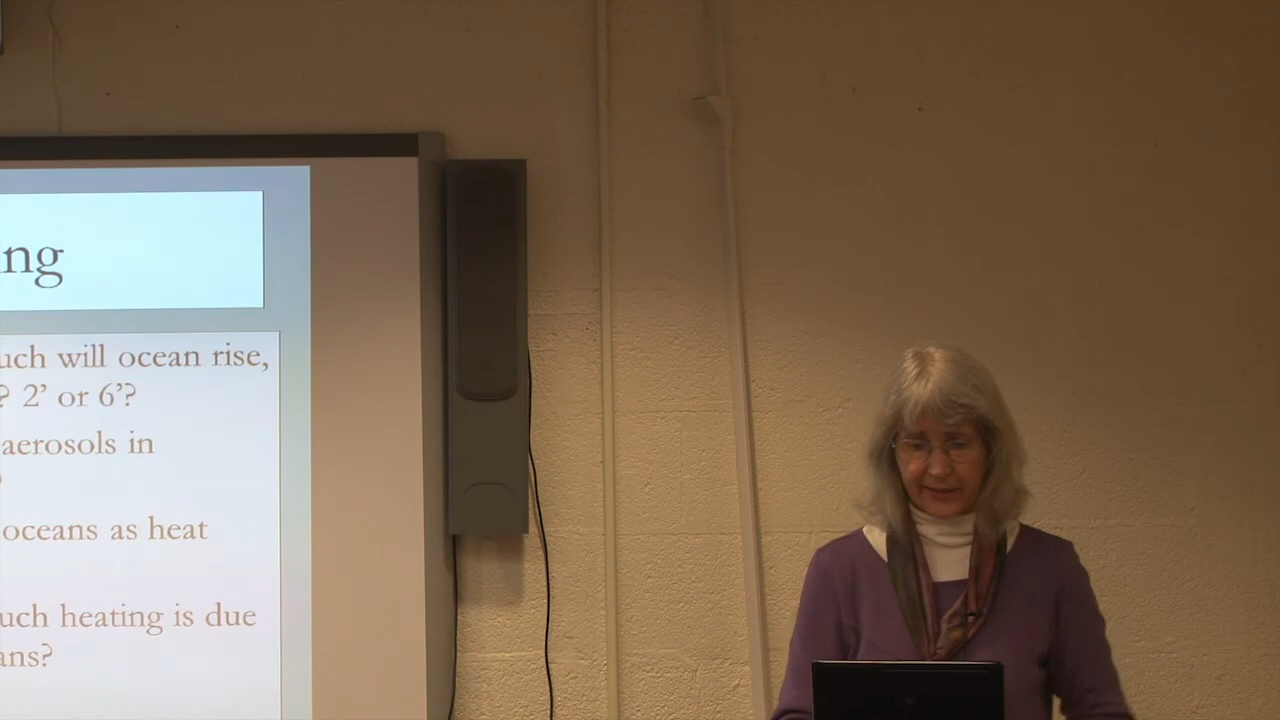 ng
uch will ocean rise,
? 2' or 6'?
aerosols in
oceans as heat
uch heating is due
ans?